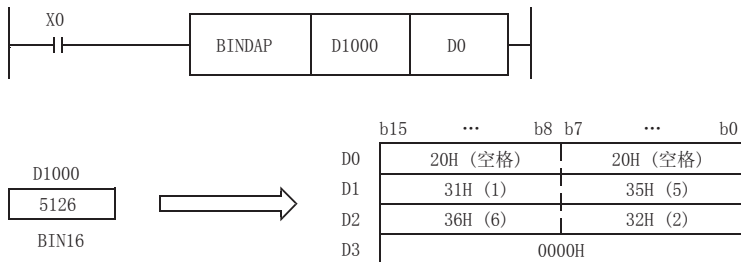 X0
BINDAP D1000 D0
b15 ··· b8 b7 ··· b0
D0 20H (空格) 20H (空格)
D1000
D1 31H (1) 35H (5)
5126
D2 36H (6) 32H (2)
BIN16
D3 0000H